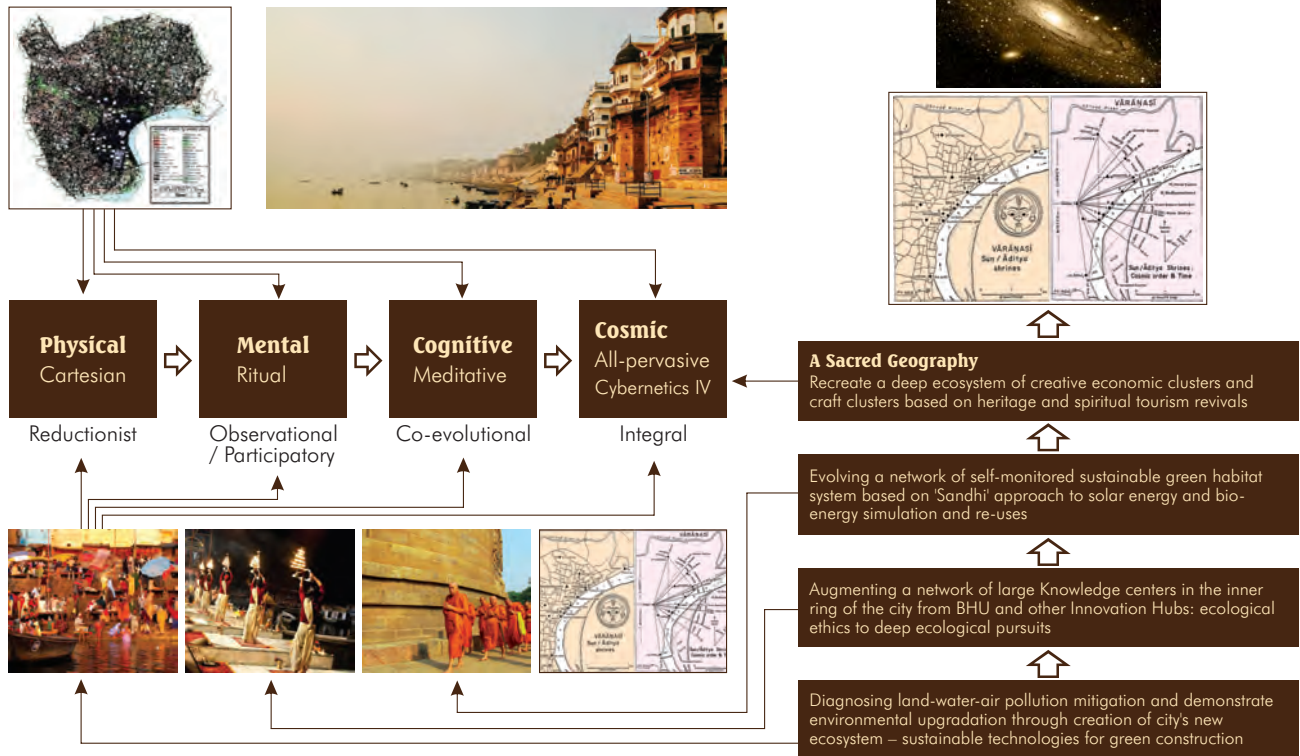 Physical
Cartesian
Mental
Ritual
Cognitive
Meditative
Cosmic
All-pervasive
Cybernetics IV
Reductionist
Observational
/ Participatory
Co-evolutional
Integral
VĀRĀṆASĪ
Sun / Āditya
shrines
VĀRĀṆASĪ
Sun/Āditya Shrines:
Cosmic order & Time
A Sacred Geography
Recreate a deep ecosystem of creative economic clusters and
craft clusters based on heritage and spiritual tourism revivals
Evolving a network of self-monitored sustainable green habitat
system based on 'Sandhi' approach to solar energy and bio-
energy simulation and re-uses
Augmenting a network of large Knowledge centers in the inner
ring of the city from BHU and other Innovation Hubs: ecological
ethics to deep ecological pursuits
Diagnosing land-water-air pollution mitigation and demonstrate
environmental upgradation through creation of city's new
ecosystem – sustainable technologies for green construction
VĀRĀṆASĪ
Sun/Āditya
shrines